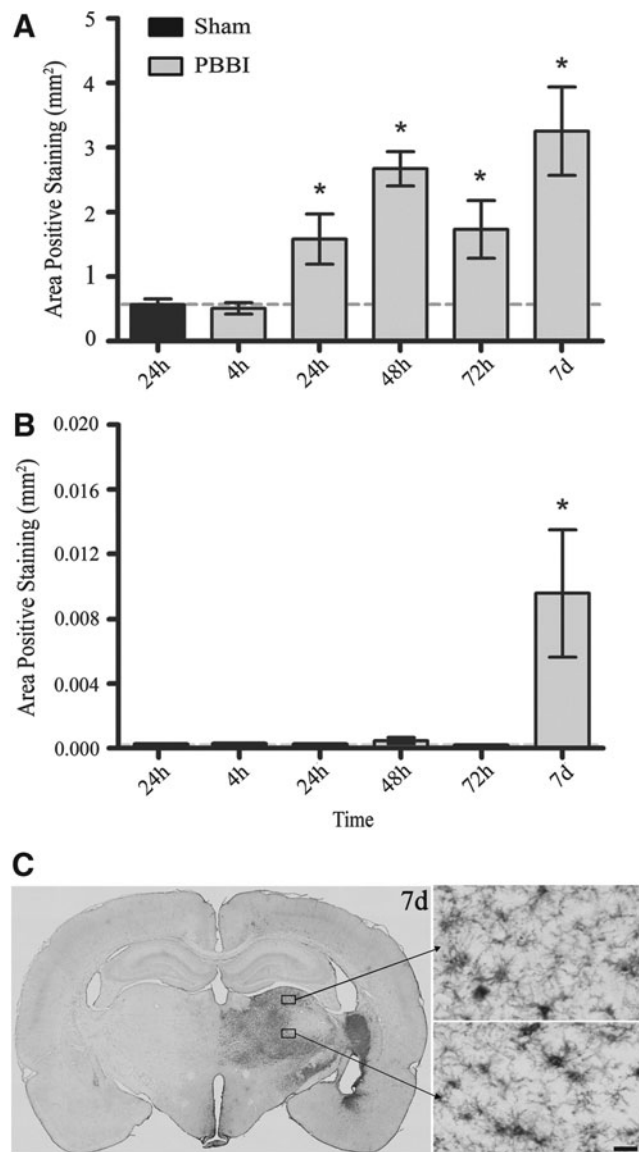 A
Sham
PBBI
Area Positive Staining (mm²)
5
4
3
2
1
0
*
*
*
*
24h
4h
24h
48h
72h
7d
B
Area Positive Staining (mm²)
0.020
0.016
0.012
0.008
0.004
0.000
*
24h
4h
24h
48h
72h
7d
Time
C
7d